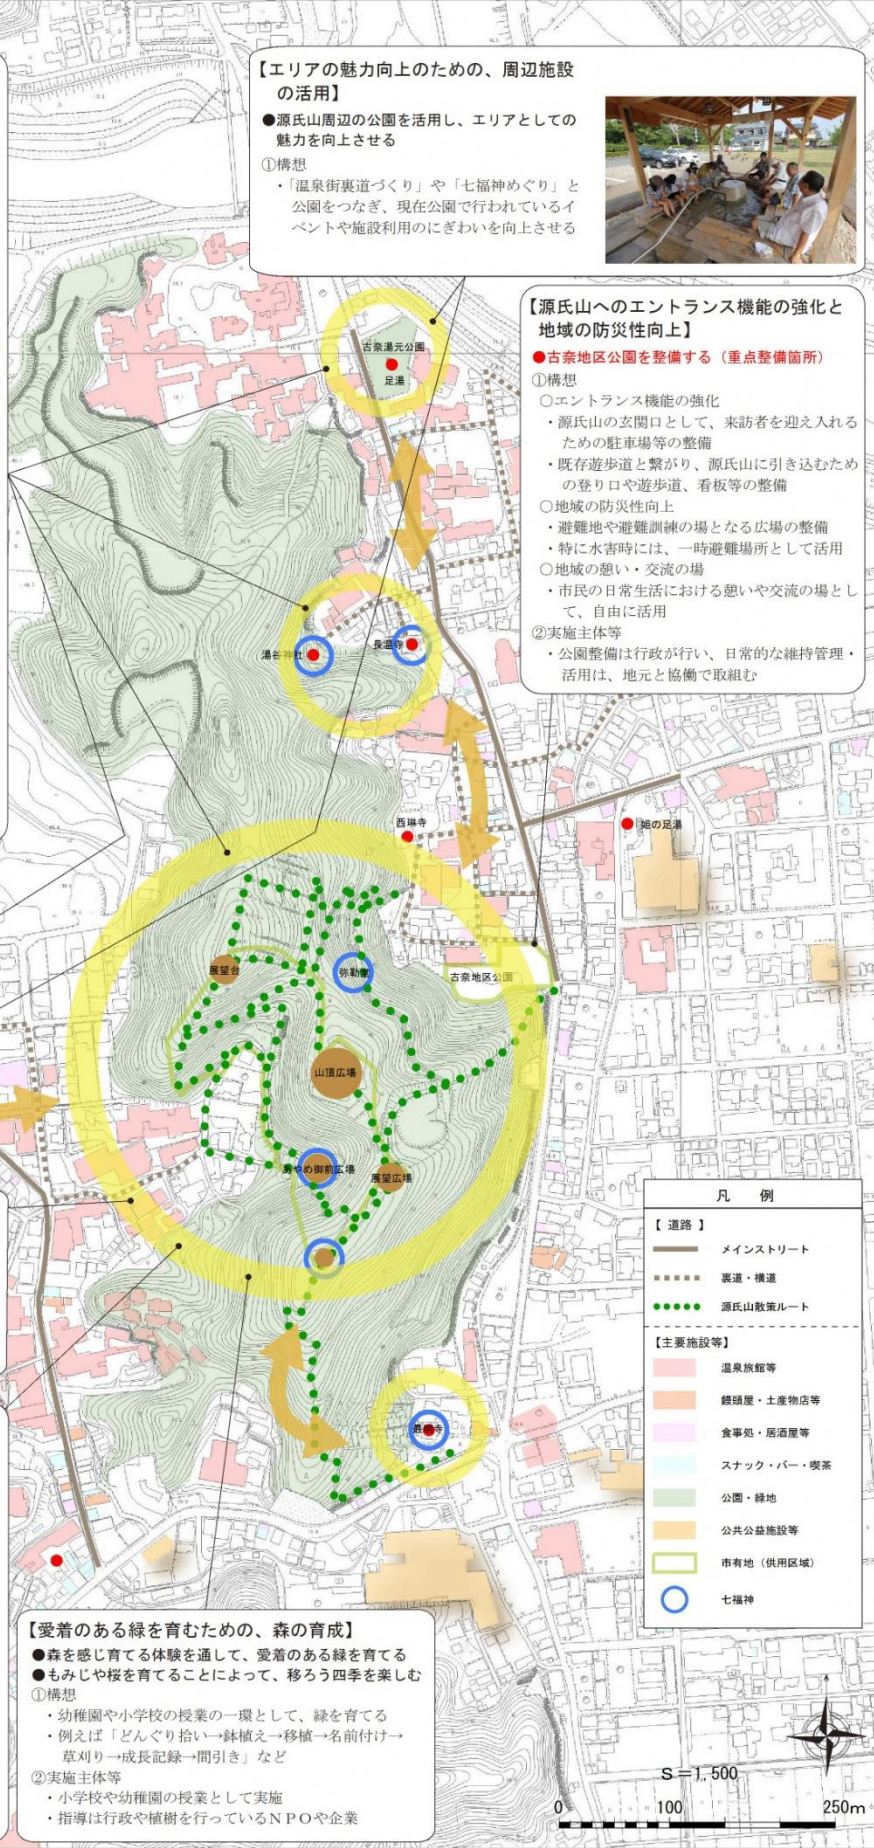 【エリアの魅力向上のための、周辺施設
の活用】
●源氏山周辺の公園を活用し、エリアとしての
魅力を向上させる
①構想
・「温泉街裏道づくり」や「七福神めぐり」と
公園をつなぎ、現在公園で行われているイ
ベントや施設利用のにぎわいを向上させる
【源氏山へのエントランス機能の強化と
地域の防災性向上】
●古奈地区公園を整備する（重点整備箇所）
①構想
○エントランス機能の強化
・源氏山の玄関口として、来訪者を迎え入れる
ための駐車場等の整備
・既存遊歩道と繋がり、源氏山に引き込むため
の登り口や遊歩道、看板等の整備
○地域の防災性向上
・避難地や避難訓練の場となる広場の整備
・特に水害時には、一時避難場所として活用
○地域の憩い・交流の場
・市民の日常生活における憩いや交流の場とし
て、自由に活用
②実施主体等
・公園整備は行政が行い、日常的な維持管理・
活用は、地元と協働で取組む
古奈湯元公園
足湯
湯谷神社
長温寺
西琳寺
姫の足湯
展望台
弥勒堂
古奈地区公園
山頂広場
あやめ御前広場
展望広場
最明寺
凡 例
【 道路 】
メインストリート
裏道・横道
源氏山散策ルート
【主要施設等】
温泉旅館等
饅頭屋・土産物店等
食事処・居酒屋等
スナック・バー・喫茶
公園・緑地
公共公益施設等
市有地（供用区域）
七福神
【愛着のある緑を育むための、森の育成】
●森を感じ育てる体験を通して、愛着のある緑を育てる
●もみじや桜を育てることによって、移ろう四季を楽しむ
①構想
・幼稚園や小学校の授業の一環として、緑を育てる
・例えば「どんぐり拾い→鉢植え→移植→名前付け→
草刈り→成長記録→間引き」など
②実施主体等
・小学校や幼稚園の授業として実施
・指導は行政や植樹を行っているＮＰＯや企業
Ｓ＝1,500
0 100 250m